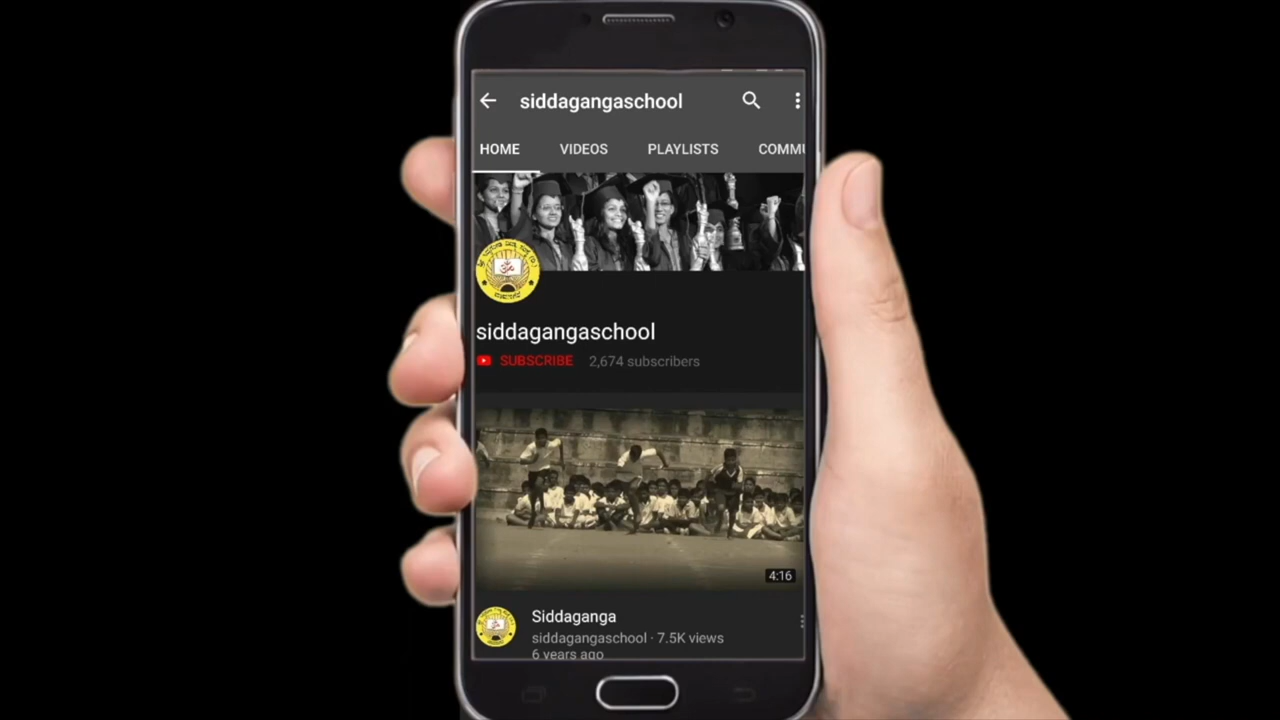 siddagangaschool
HOME VIDEOS PLAYLISTS COMMU
siddagangaschool
SUBSCRIBE 2,674 subscribers
4:16
Siddaganga
siddagangaschool · 7.5K views
6 years ago